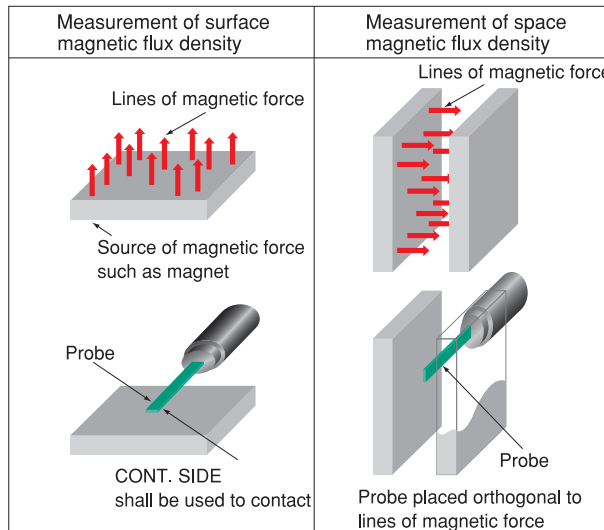 Measurement of surface
magnetic flux density
Measurement of space
magnetic flux density
Lines of magnetic force
Source of magnetic force
such as magnet
Probe
CONT. SIDE
shall be used to contact
Lines of magnetic force
Probe
Probe placed orthogonal to
lines of magnetic force